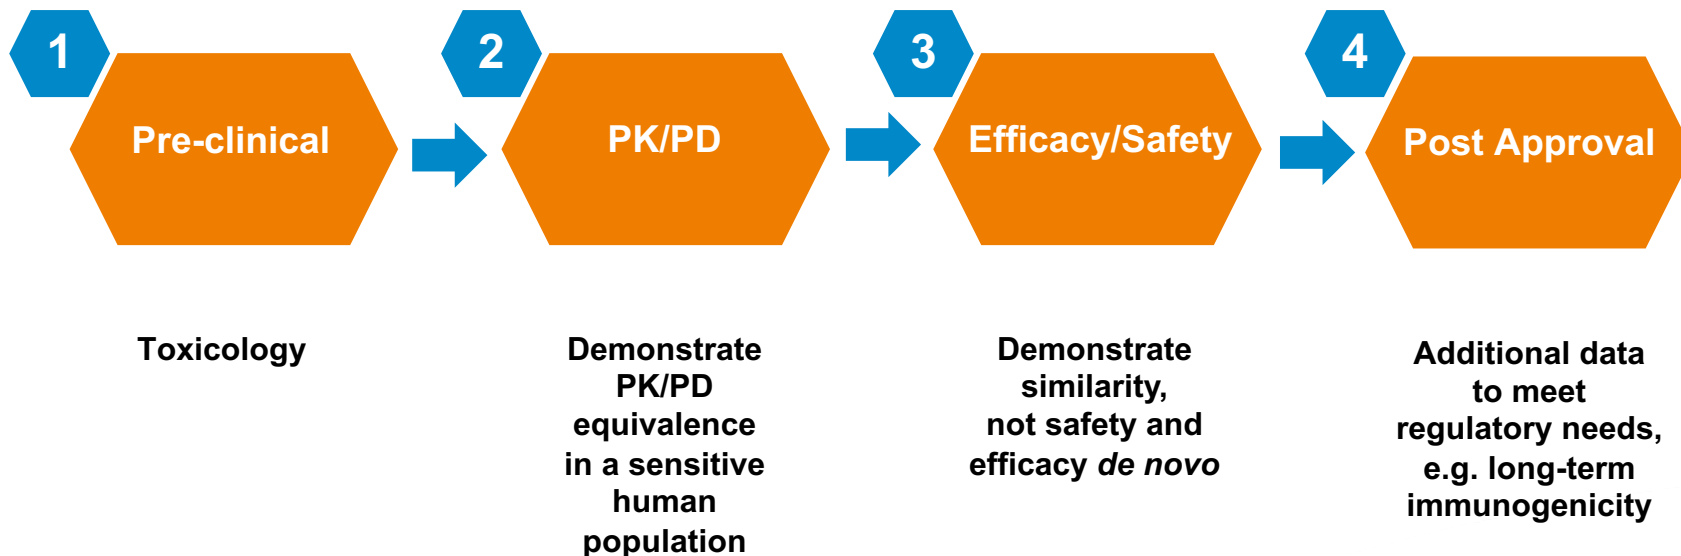 1
Pre-clinical
2
PK/PD
3
Efficacy/Safety
4
Post Approval
Toxicology
Demonstrate
PK/PD
equivalence
in a sensitive
human
population
Demonstrate
similarity,
not safety and
efficacy de novo
Additional data
to meet
regulatory needs,
e.g. long-term
immunogenicity